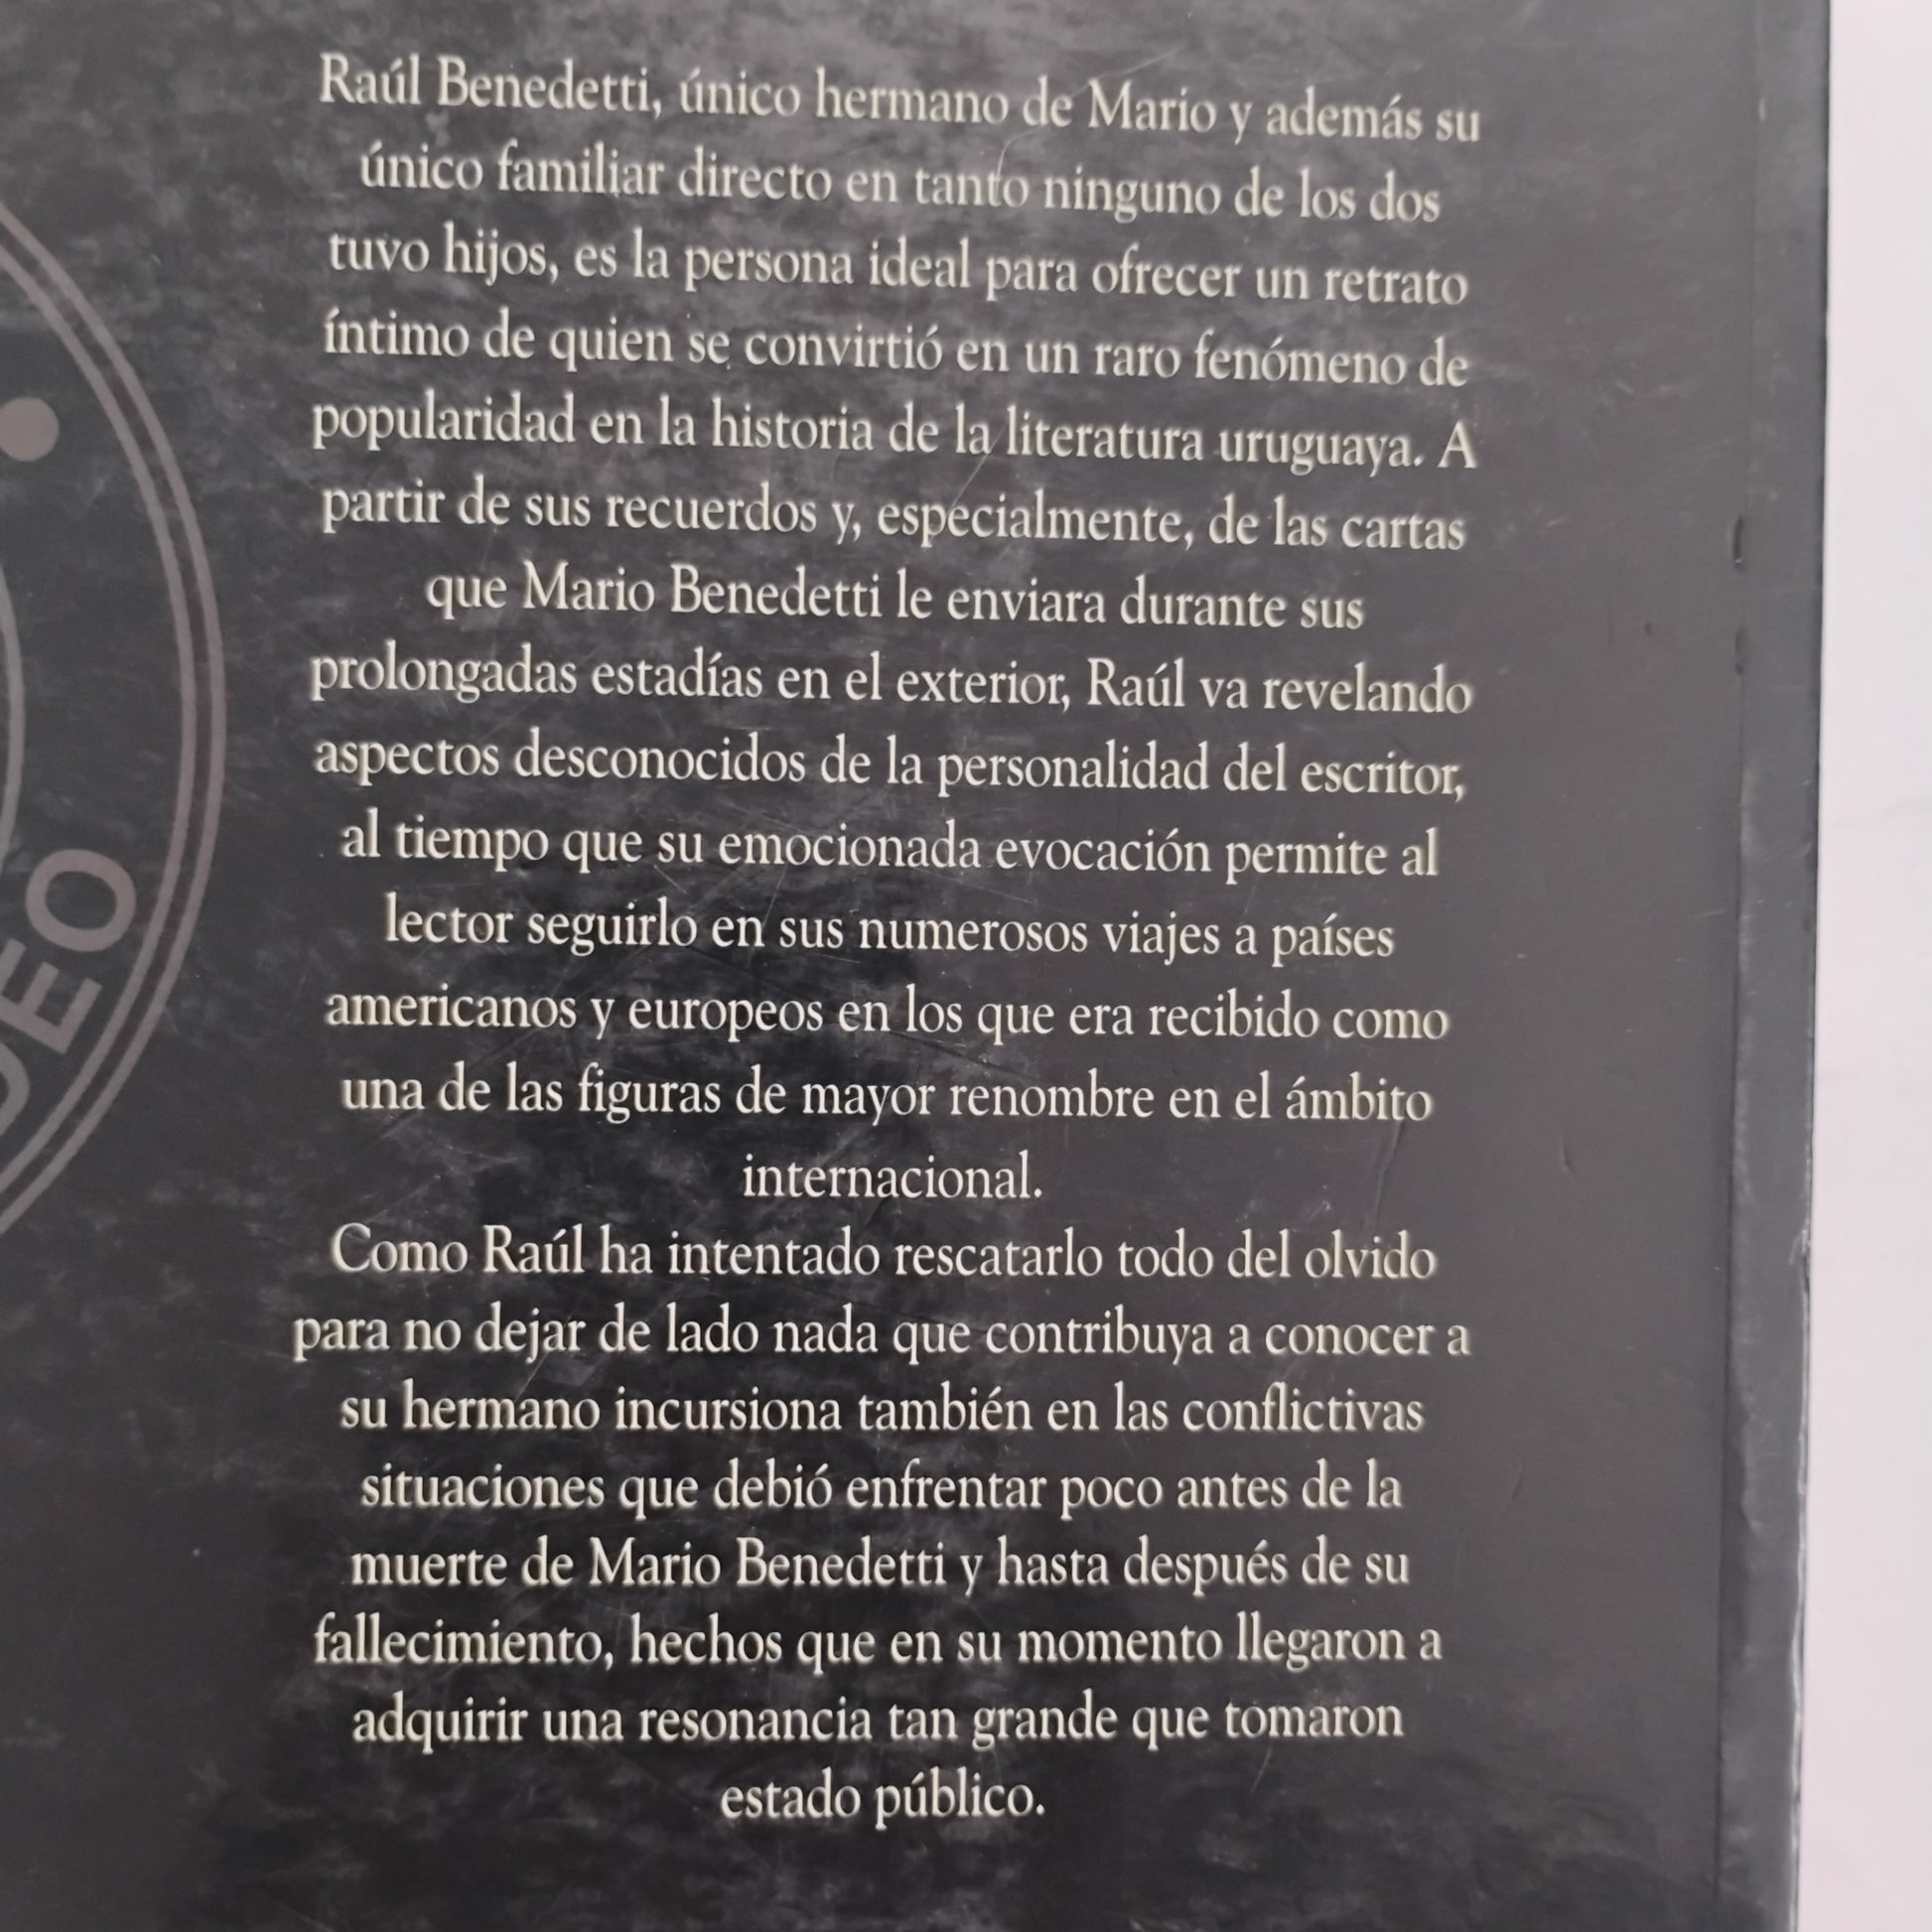 Raúl Benedetti, único hermano de Mario y además su
único familiar directo en tanto ninguno de los dos
tuvo hijos, es la persona ideal para ofrecer un retrato
íntimo de quien se convirtió en un raro fenómeno de
popularidad en la historia de la literatura uruguaya. A
partir de sus recuerdos y, especialmente, de las cartas
que Mario Benedetti le enviara durante sus
prolongadas estadías en el exterior, Raúl va revelando
aspectos desconocidos de la personalidad del escritor,
al tiempo que su emocionada evocación permite al
lector seguirlo en sus numerosos viajes a países
americanos y europeos en los que era recibido como
una de las figuras de mayor renombre en el ámbito
internacional.
Como Raúl ha intentado rescatarlo todo del olvido
para no dejar de lado nada que contribuya a conocer a
su hermano incursiona también en las conflictivas
situaciones que debió enfrentar poco antes de la
muerte de Mario Benedetti y hasta después de su
fallecimiento, hechos que en su momento llegaron a
adquirir una resonancia tan grande que tomaron
estado público.